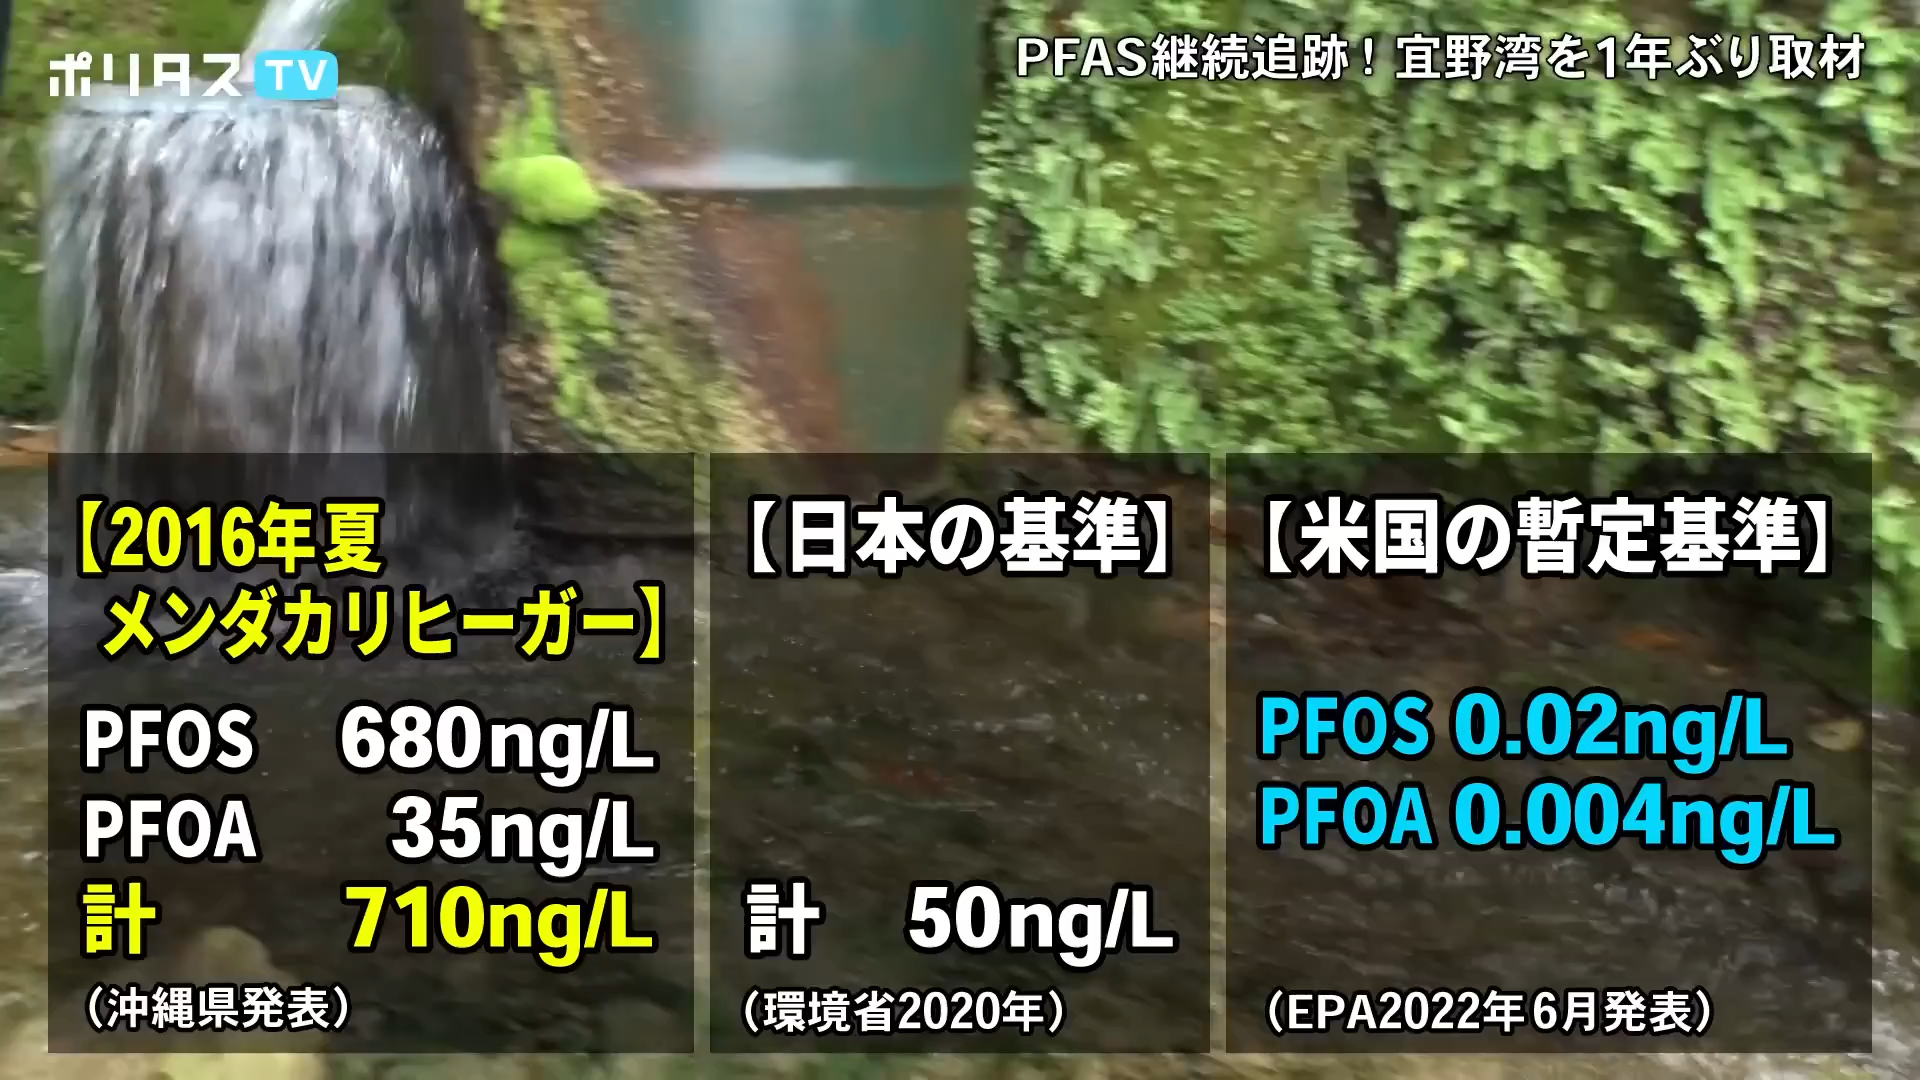 ポリタスTV
PFAS継続追跡！宜野湾を1年ぶり取材
【2016年夏
メンダカリヒーガー】
PFOS 680ng/L
PFOA 35ng/L
計 710ng/L
（沖縄県発表）
【日本の基準】
計 50ng/L
（環境省2020年）
【米国の暫定基準】
PFOS 0.02ng/L
PFOA 0.004ng/L
（EPA2022年6月発表）